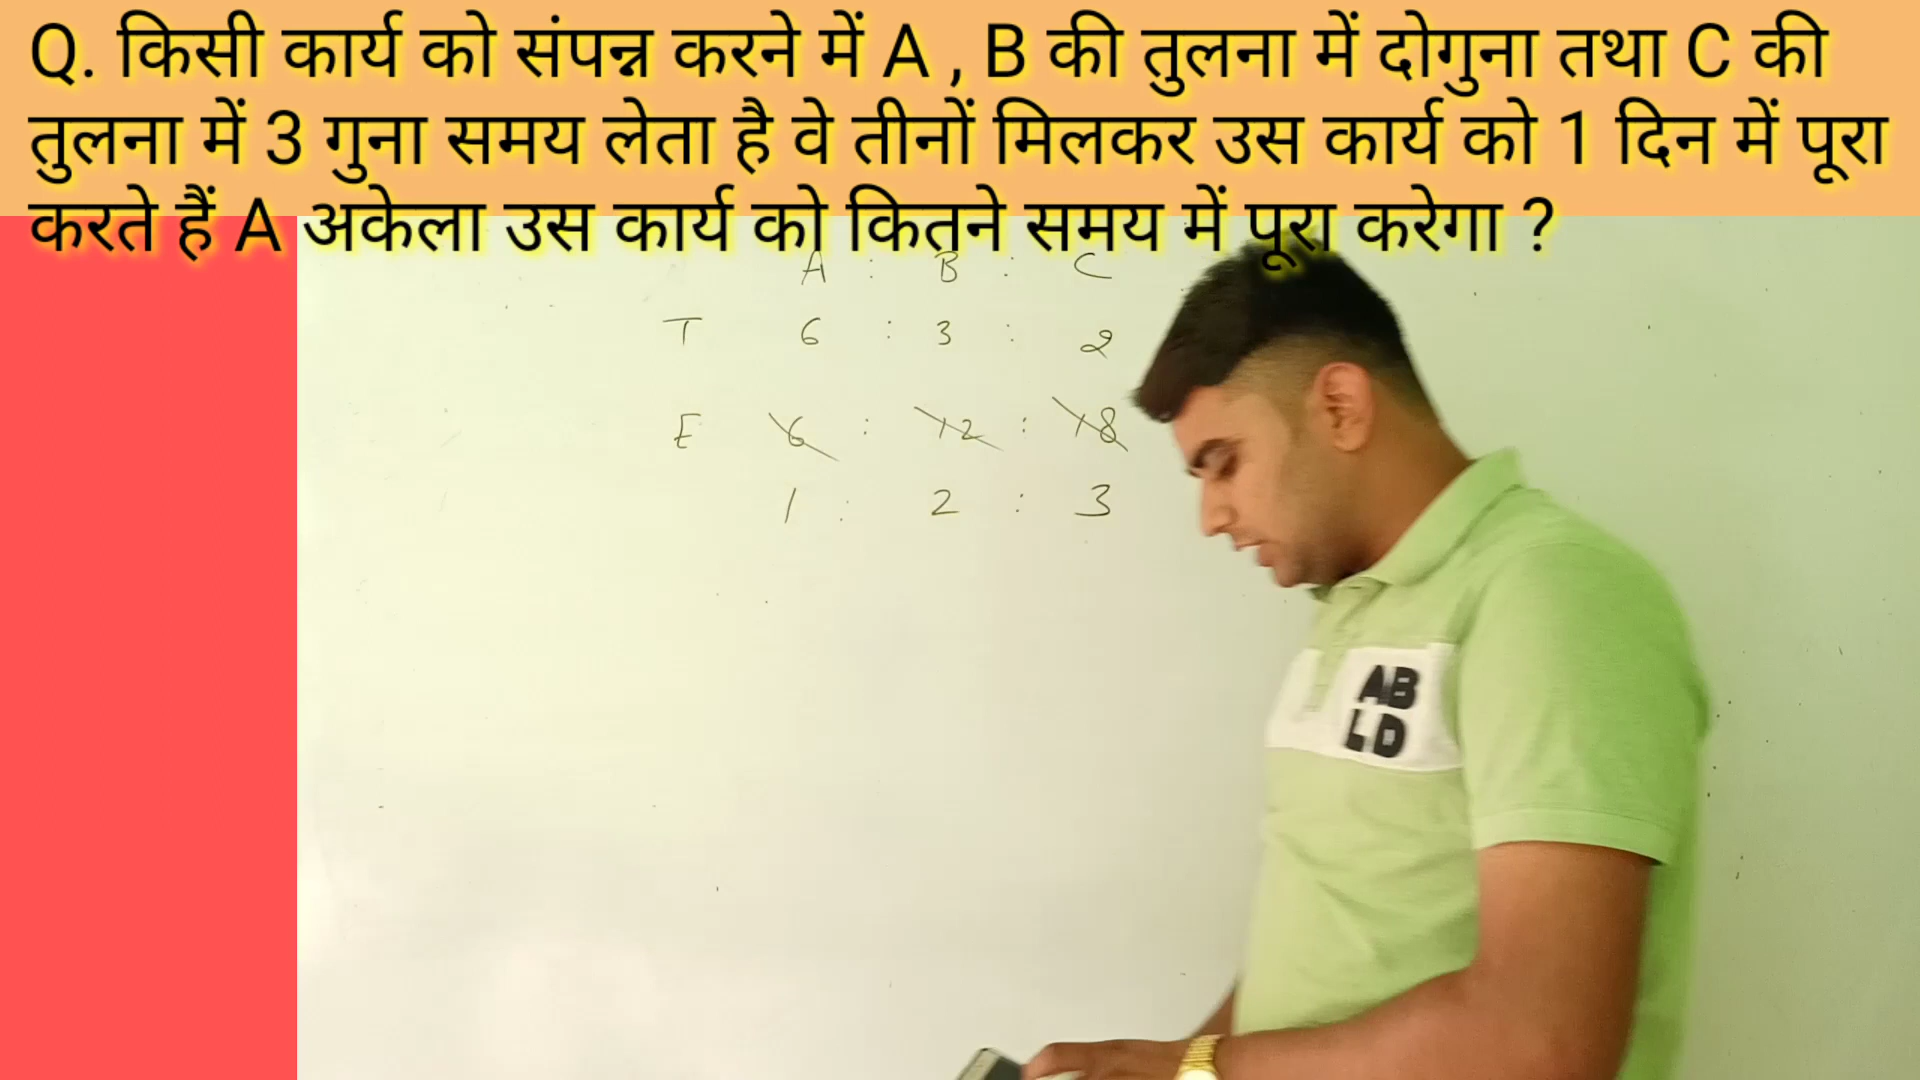 Q. किसी कार्य को संपन्न करने में A , B की तुलना में दोगुना तथा C की
तुलना में 3 गुना समय लेता है वे तीनों मिलकर उस कार्य को 1 दिन में पूरा
करते हैं A अकेला उस कार्य को कितने समय में पूरा करेगा ?
A : B : C
T 6 : 3 : 2
E 6 : 12 : 18
1 : 2 : 3
AB
LD